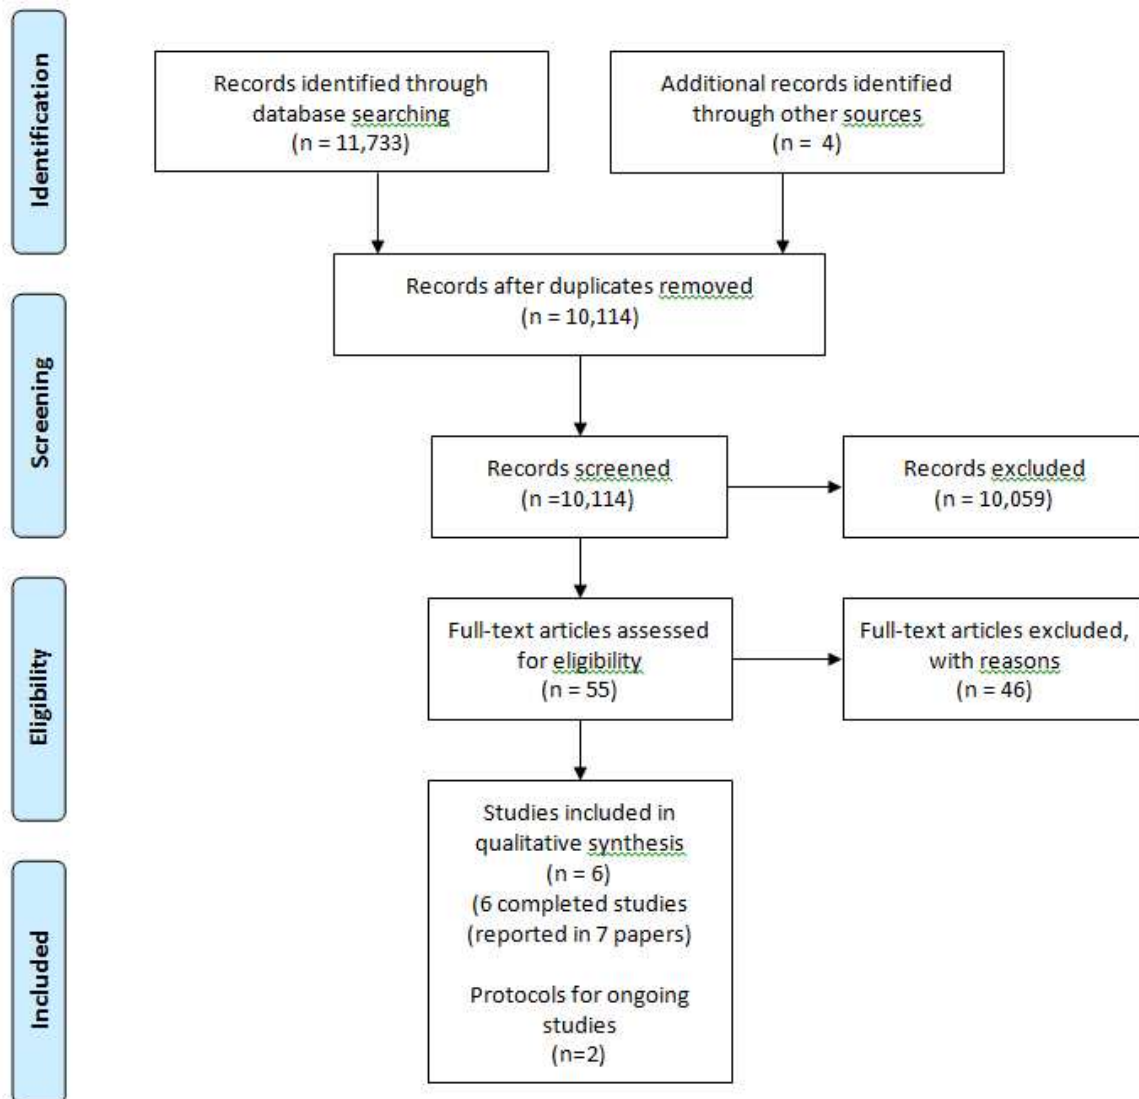 Identification
Records identified through
database searching
(n = 11,733)
Additional records identified
through other sources
(n = 4)
Records after duplicates removed
(n = 10,114)
Screening
Records screened
(n =10,114)
Records excluded
(n = 10,059)
Eligibility
Full-text articles assessed
for eligibility
(n = 55)
Full-text articles excluded,
with reasons
(n = 46)
Included
Studies included in
qualitative synthesis
(n = 6)
(6 completed studies
(reported in 7 papers)
Protocols for ongoing
studies
(n=2)